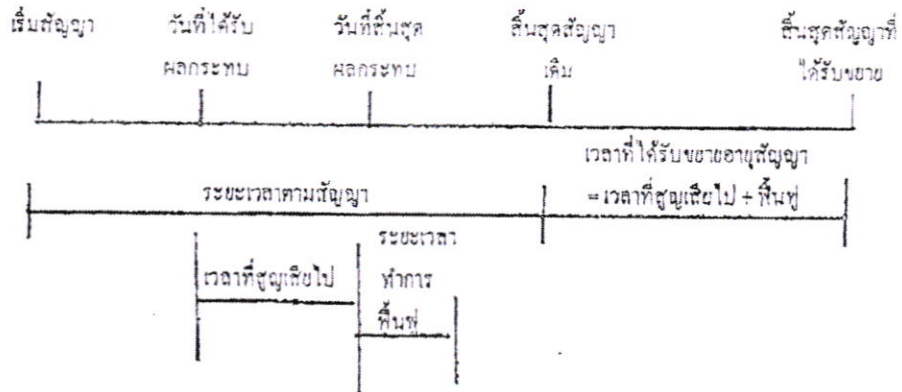 เริ่มสัญญา วันที่ได้รับ วันที่สิ้นสุด สิ้นสุดสัญญา สิ้นสุดสัญญาที่
ผลกระทบ ผลกระทบ เดิม ได้รับขยาย
เวลาที่ได้รับขยายอายุสัญญา
ระยะเวลาตามสัญญา = เวลาที่สูญเสียไป + ฟื้นฟู
ระยะเวลา
เวลาที่สูญเสียไป ทำการ
ฟื้นฟู